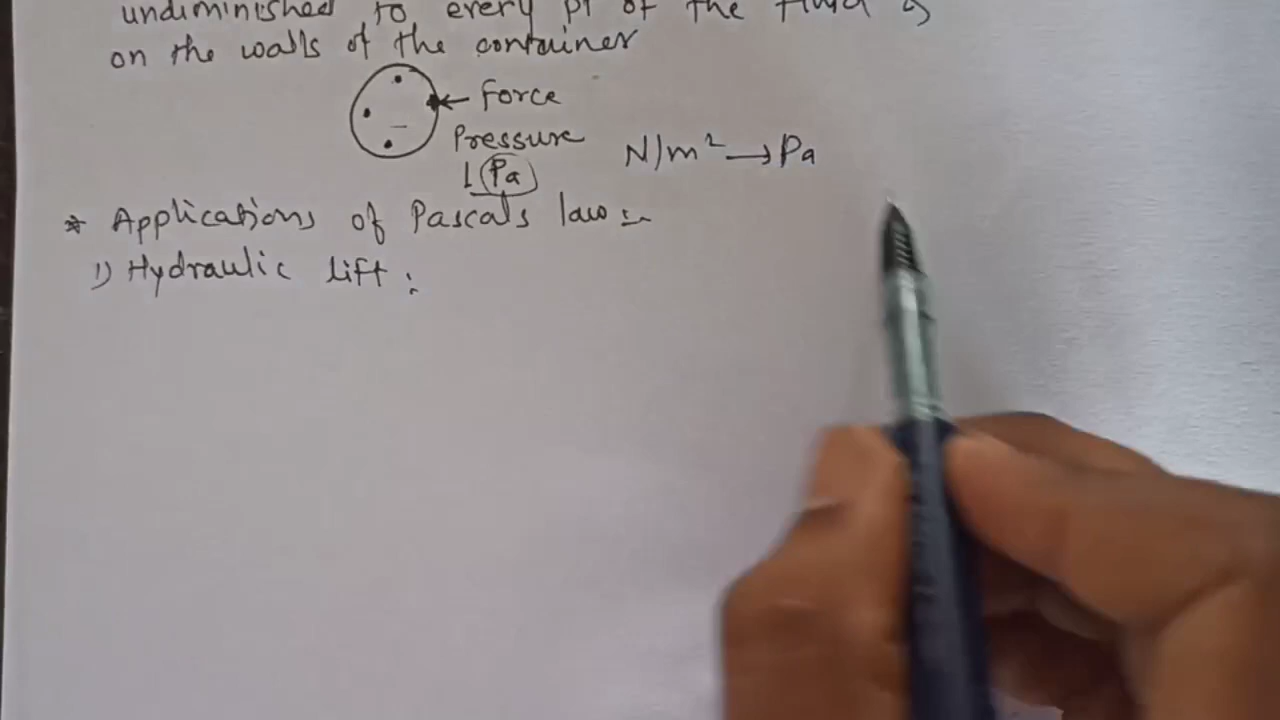 undiminished to every pt of the fluid &
on the walls of the container
← Force
Pressure
N/m² → Pa
1 Pa
* Applications of Pascals law :-
1) Hydraulic lift :